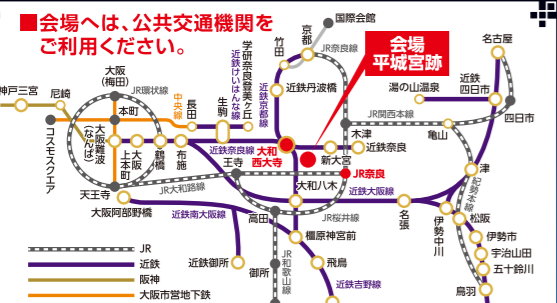 ■会場へは、公共交通機関を
ご利用ください。
会場
平城宮跡
国際会館
京都
竹田
JR奈良線
名古屋
学研奈良登美ヶ丘
近鉄けいはんな線
近鉄京都線
近鉄丹波橋
湯の山温泉
近鉄
四日市
四日市
神戸三宮
尼崎
大阪
(梅田)
JR環状線
中央線
長田
生駒
本町
コスモスクエア
大阪難波
(なんば)
大阪
上本町
鶴橋
布施
近鉄奈良線
大和
西大寺
新大宮
近鉄奈良
木津
JR関西本線
亀山
津
王寺
JR奈良
天王寺
JR大和路線
大和八木
近鉄大阪線
名張
紀勢本線
伊勢中川
松阪
大阪阿部野橋
近鉄南大阪線
高田
JR桜井線
橿原神宮前
伊勢市
宇治山田
五十鈴川
鳥羽
近鉄御所
御所
JR和歌山線
飛鳥
近鉄吉野線
JR
近鉄
阪神
大阪市営地下鉄